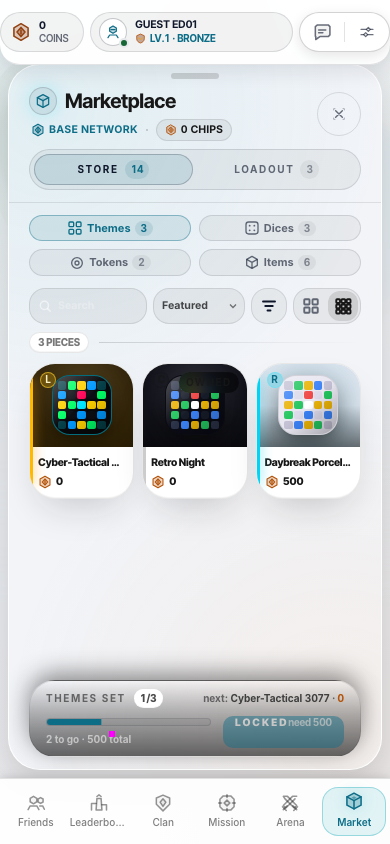 0
COINS
GUEST ED01
LV.1 · BRONZE
Marketplace
BASE NETWORK · 0 CHIPS
STORE 14
LOADOUT 3
Themes 3
Dices 3
Tokens 2
Items 6
Search
Featured
3 PIECES
L
R
Cyber-Tactical ...
Retro Night
Daybreak Porcel...
0
0
500
THEMES SET 1/3
next: Cyber-Tactical 3077 · 0
LOCKED need 500
2 to go · 500 total
Friends
Leaderbo...
Clan
Mission
Arena
Market